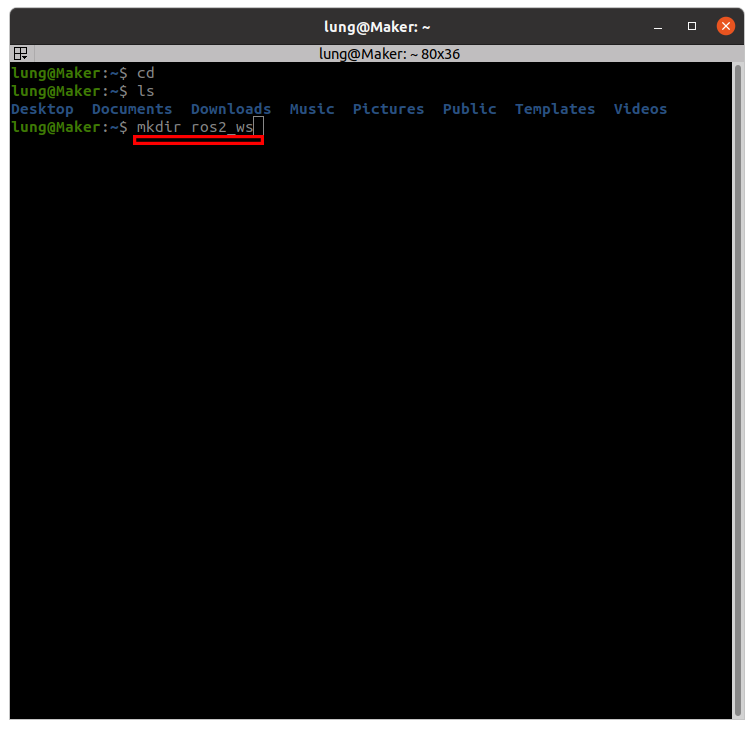 lung@Maker: ~
lung@Maker: ~ 80x36
lung@Maker:~$ cd
lung@Maker:~$ ls
Desktop  Documents  Downloads  Music  Pictures  Public  Templates  Videos
lung@Maker:~$ mkdir ros2_ws